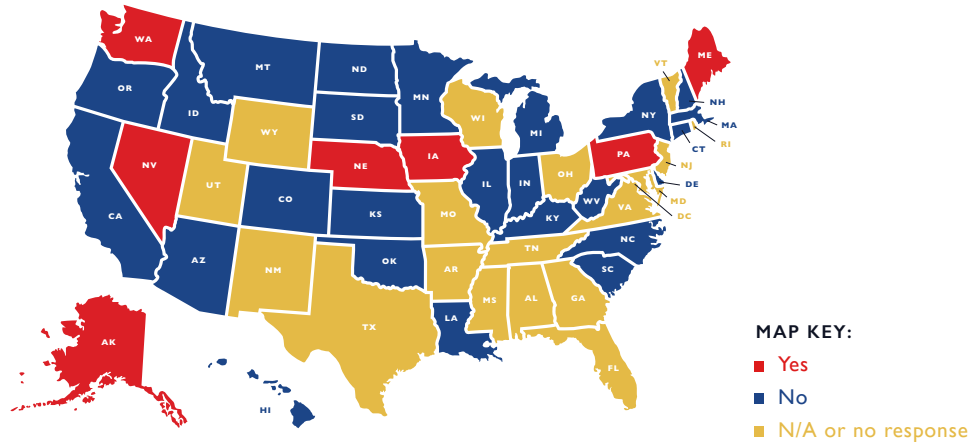 WA
ME
VT
MT
ND
OR
MN
NH
ID
SD
WI
NY
MA
MI
WY
CT
RI
NV
NE
IA
PA
NJ
UT
OH
IL
IN
DE
CO
WV
MD
CA
KS
MO
KY
VA
DC
NC
TN
AZ
OK
NM
AR
SC
MS
AL
GA
LA
TX
AK
MAP KEY:
Yes
FL
No
HI
N/A or no response